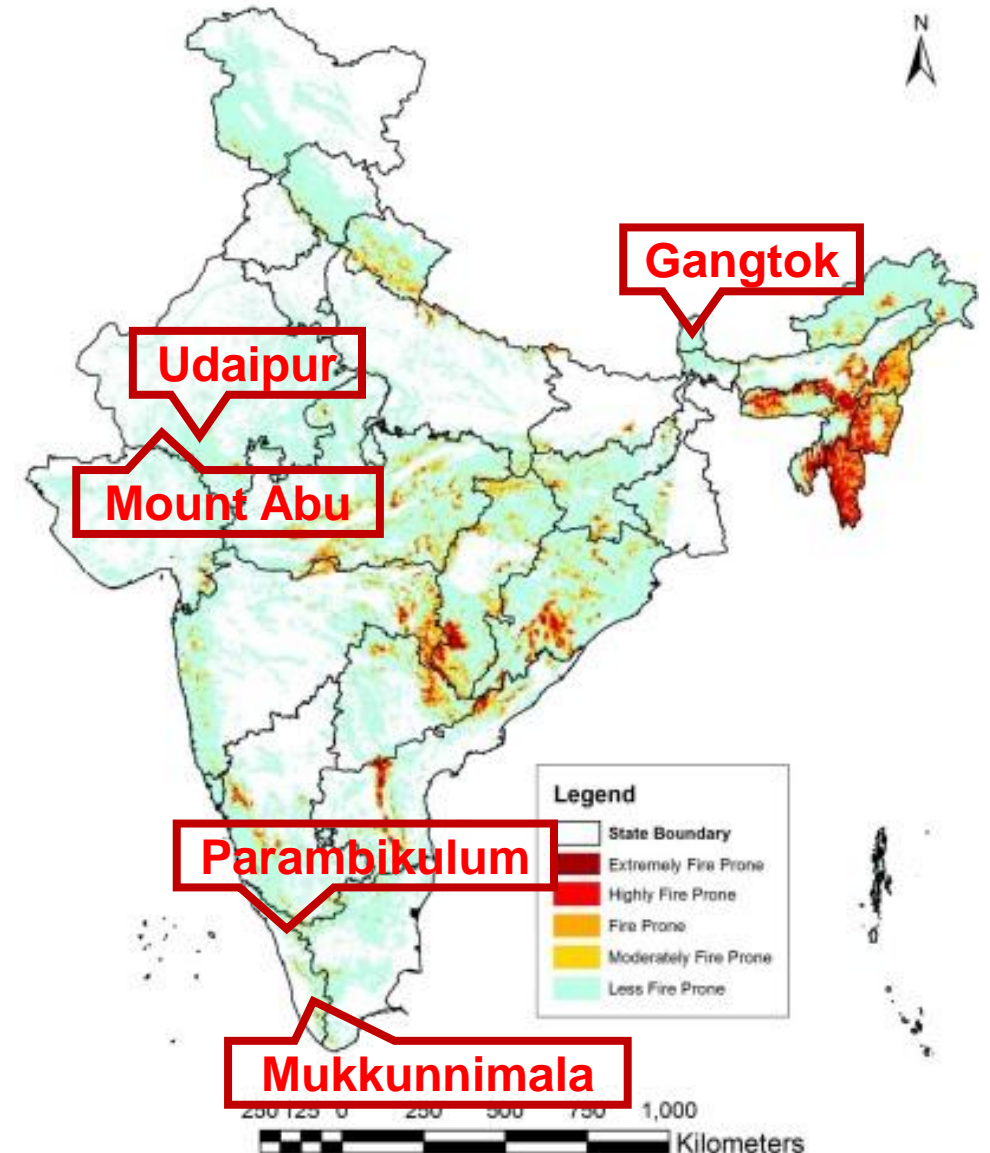 N
Gangtok
Udaipur
Mount Abu
Legend
State Boundary
Extremely Fire Prone
Highly Fire Prone
Fire Prone
Moderately Fire Prone
Less Fire Prone
Parambikulum
Mukkunnimala
250 125 0 250 500 750 1,000
Kilometers